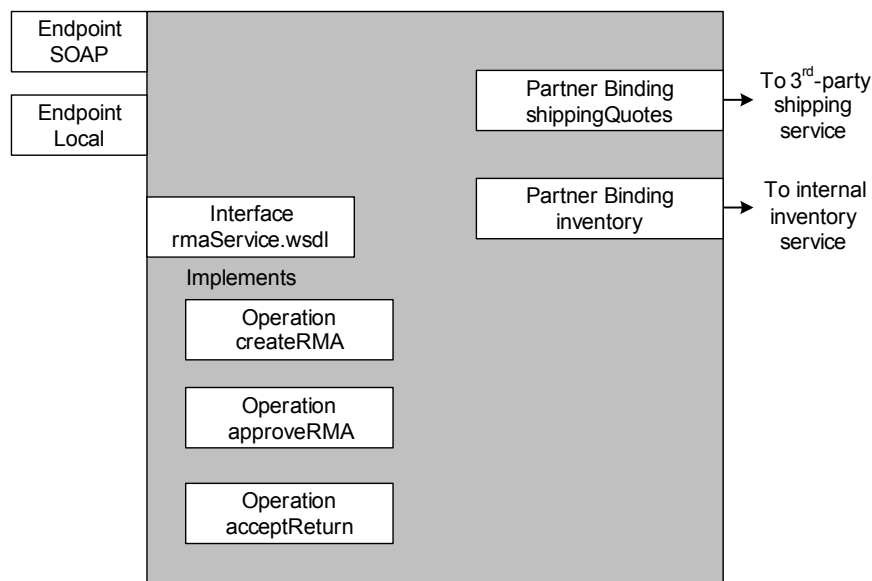 Endpoint
SOAP
Endpoint
Local
Interface
rmaService.wsdl
Implements
Operation
createRMA
Operation
approveRMA
Operation
acceptReturn
Partner Binding
shippingQuotes
To 3rd-party
shipping
service
Partner Binding
inventory
To internal
inventory
service